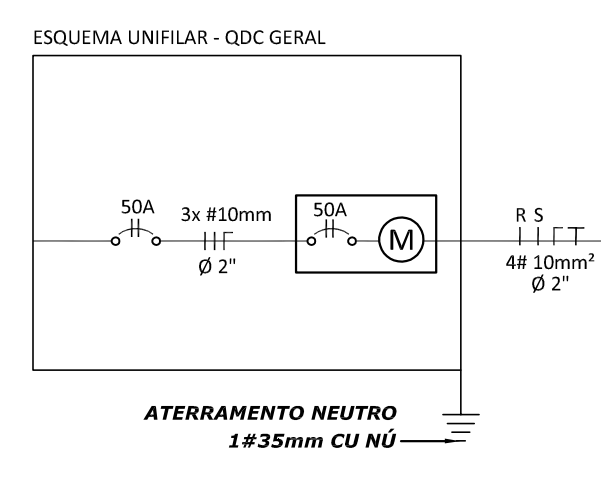 ESQUEMA UNIFILAR - QDC GERAL
50A
3x #10mm
Ø 2"
50A
M
R S
4# 10mm²
Ø 2"
ATERRAMENTO NEUTRO
1#35mm CU NÚ